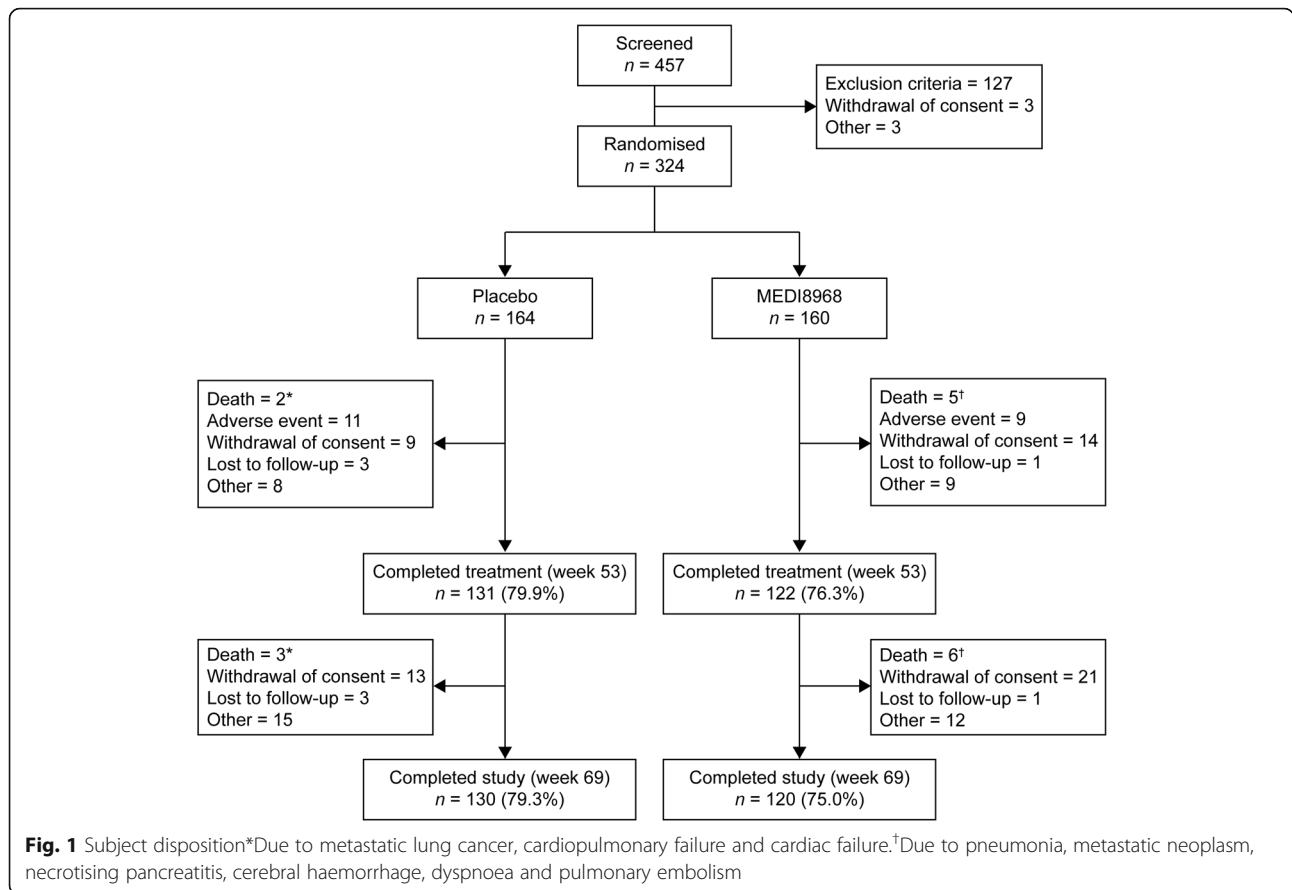 Screened
n = 457
Exclusion criteria = 127
Withdrawal of consent = 3
Other = 3
Randomised
n = 324
Placebo
n = 164
MEDI8968
n = 160
Death = 2*
Adverse event = 11
Withdrawal of consent = 9
Lost to follow-up = 3
Other = 8
Death = 5†
Adverse event = 9
Withdrawal of consent = 14
Lost to follow-up = 1
Other = 9
Completed treatment (week 53)
n = 131 (79.9%)
Completed treatment (week 53)
n = 122 (76.3%)
Death = 3*
Withdrawal of consent = 13
Lost to follow-up = 3
Other = 15
Death = 6†
Withdrawal of consent = 21
Lost to follow-up = 1
Other = 12
Completed study (week 69)
n = 130 (79.3%)
Completed study (week 69)
n = 120 (75.0%)
Fig. 1 Subject disposition*Due to metastatic lung cancer, cardiopulmonary failure and cardiac failure.†Due to pneumonia, metastatic neoplasm,
necrotising pancreatitis, cerebral haemorrhage, dyspnoea and pulmonary embolism